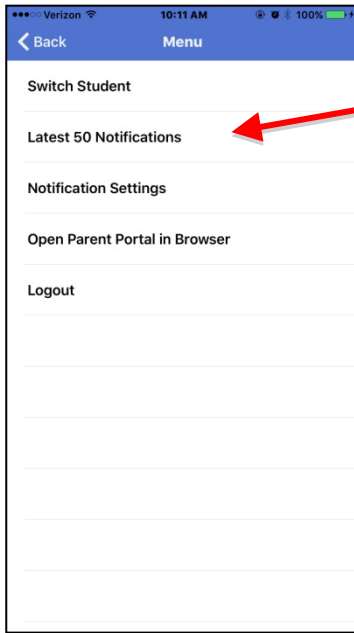 Verizon 10:11 AM 100%
Back Menu
Switch Student
Latest 50 Notifications
Notification Settings
Open Parent Portal in Browser
Logout